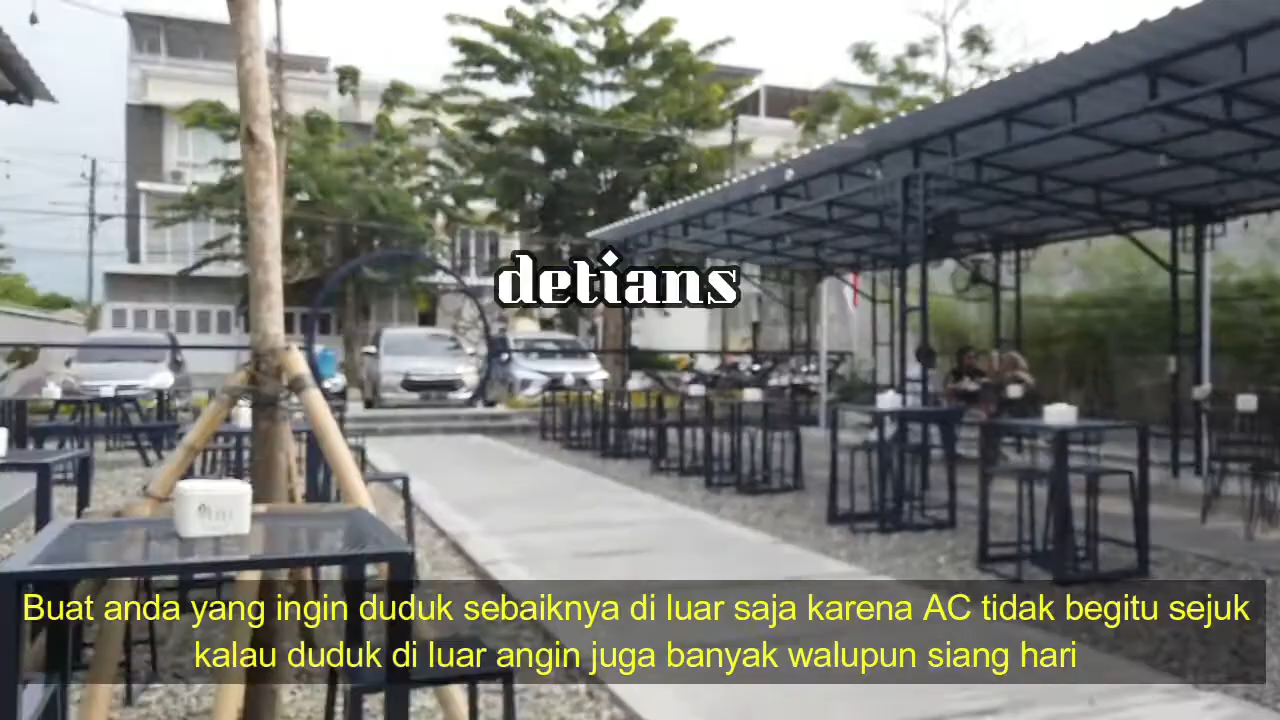 detians
Buat anda yang ingin duduk sebaiknya di luar saja karena AC tidak begitu sejuk
kalau duduk di luar angin juga banyak walupun siang hari